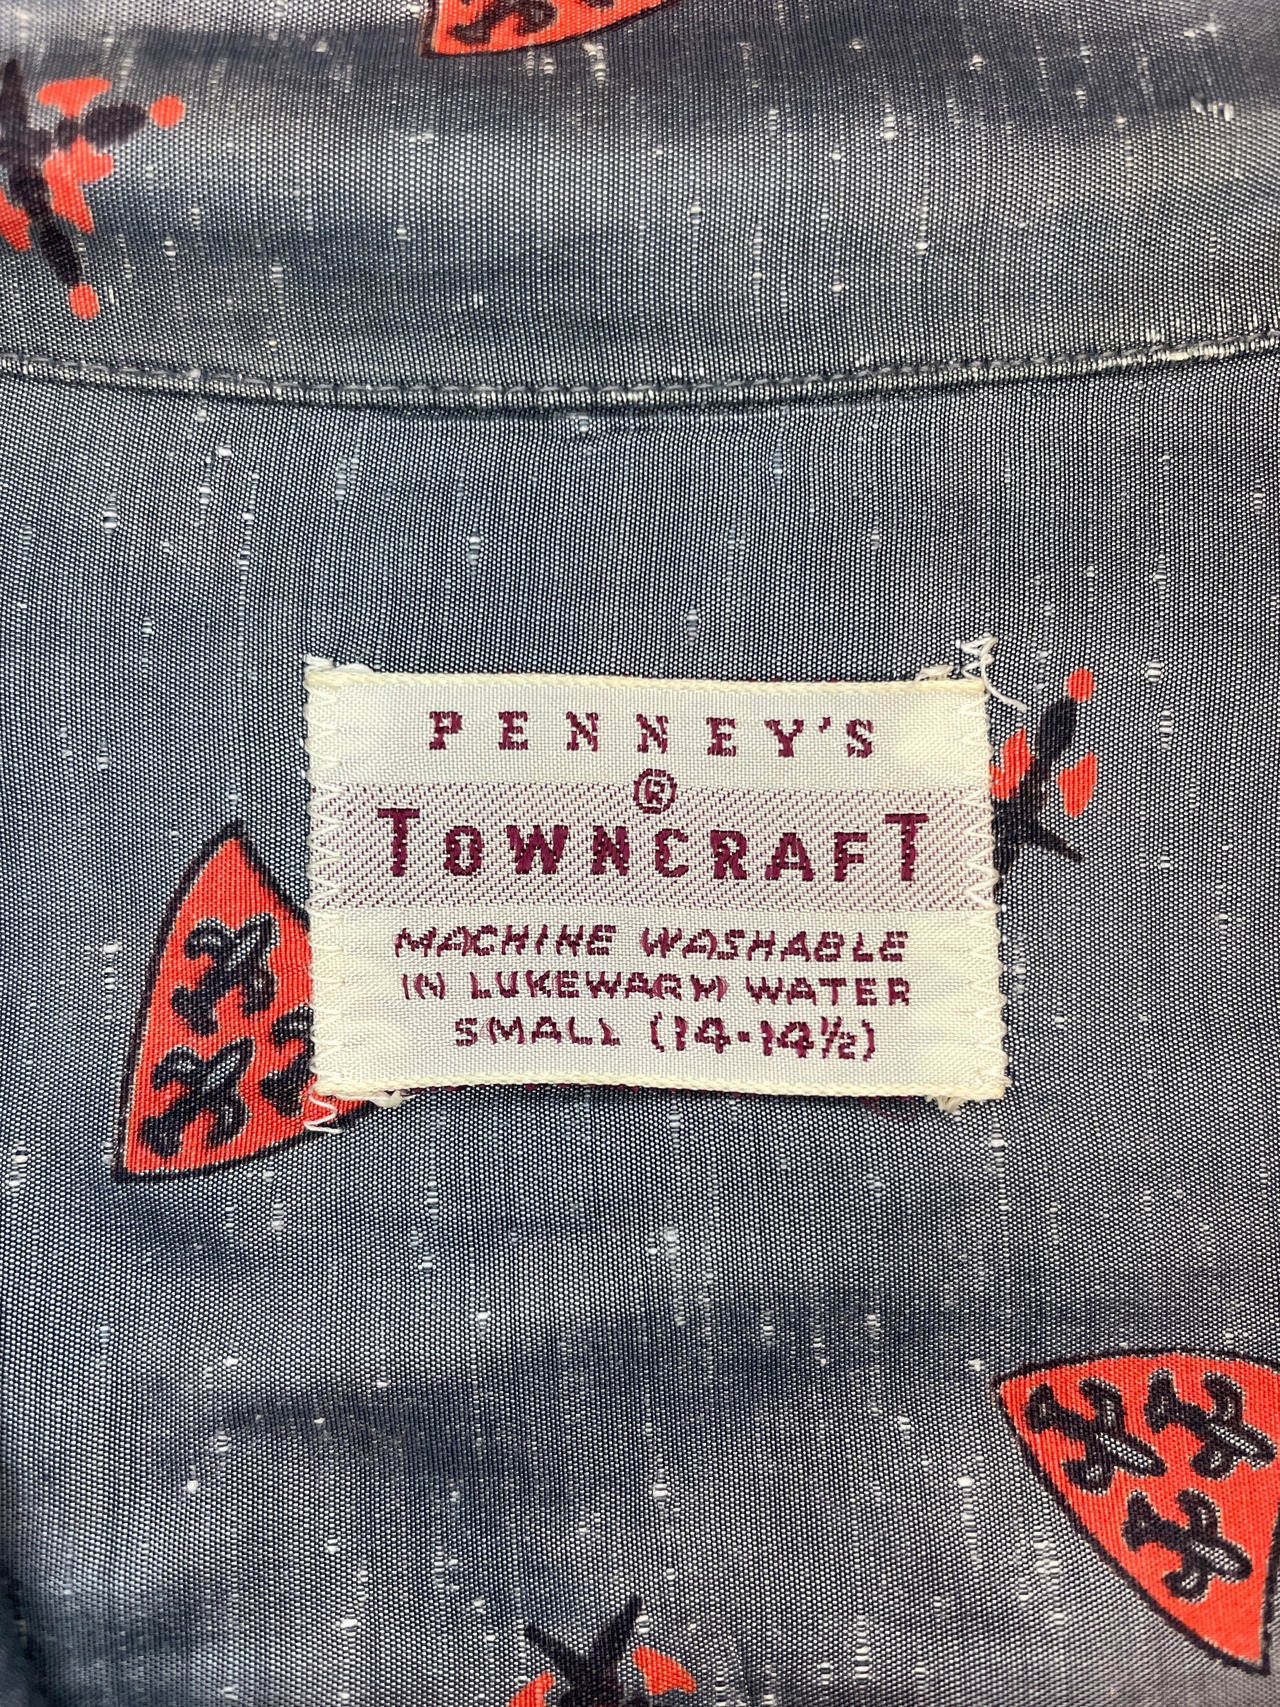 PENNEY'S
®
TOWNCRAFT
MACHINE WASHABLE
IN LUKEWARM WATER
SMALL (14-14½)